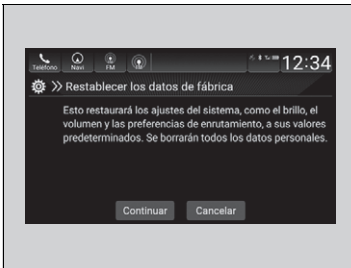 Teléfono Navi FM
12:34
Restablecer los datos de fábrica
Esto restaurará los ajustes del sistema, como el brillo, el
volumen y las preferencias de enrutamiento, a sus valores
predeterminados. Se borrarán todos los datos personales.
Continuar Cancelar